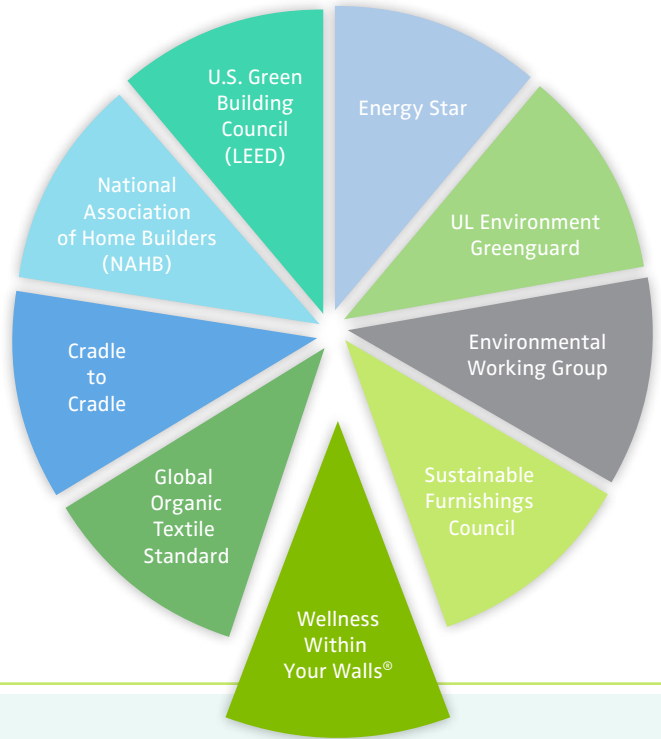 U.S. Green
Building
Council
(LEED)
Energy Star
National
Association
of Home Builders
(NAHB)
UL Environment
Greenguard
Cradle
to
Cradle
Environmental
Working Group
Global
Organic
Textile
Standard
Sustainable
Furnishings
Council
Wellness
Within
Your Walls®